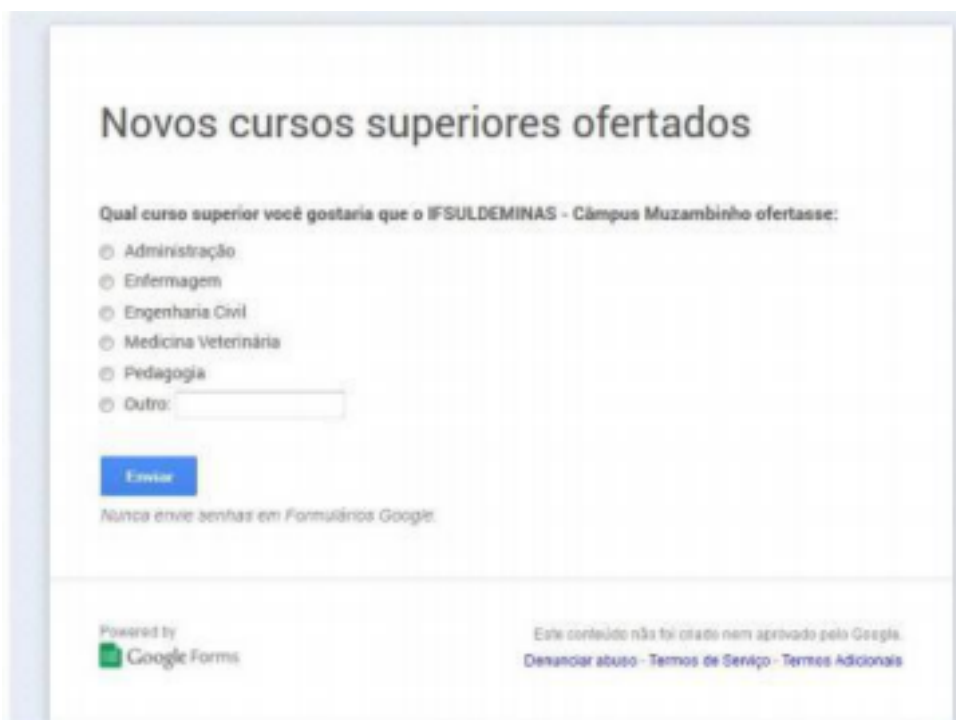 Novos cursos superiores ofertados
Qual curso superior você gostaria que o IFSULDEMINAS - Câmpus Muzambinho ofertasse:
Administração
Enfermagem
Engenharia Civil
Medicina Veterinária
Pedagogia
Outro:
Enviar
Nunca envie senhas em Formulários Google.
Powered by
Google Forms
Este conteúdo não foi criado nem aprovado pelo Google.
Denunciar abuso - Termos de Serviço - Termos Adicionais